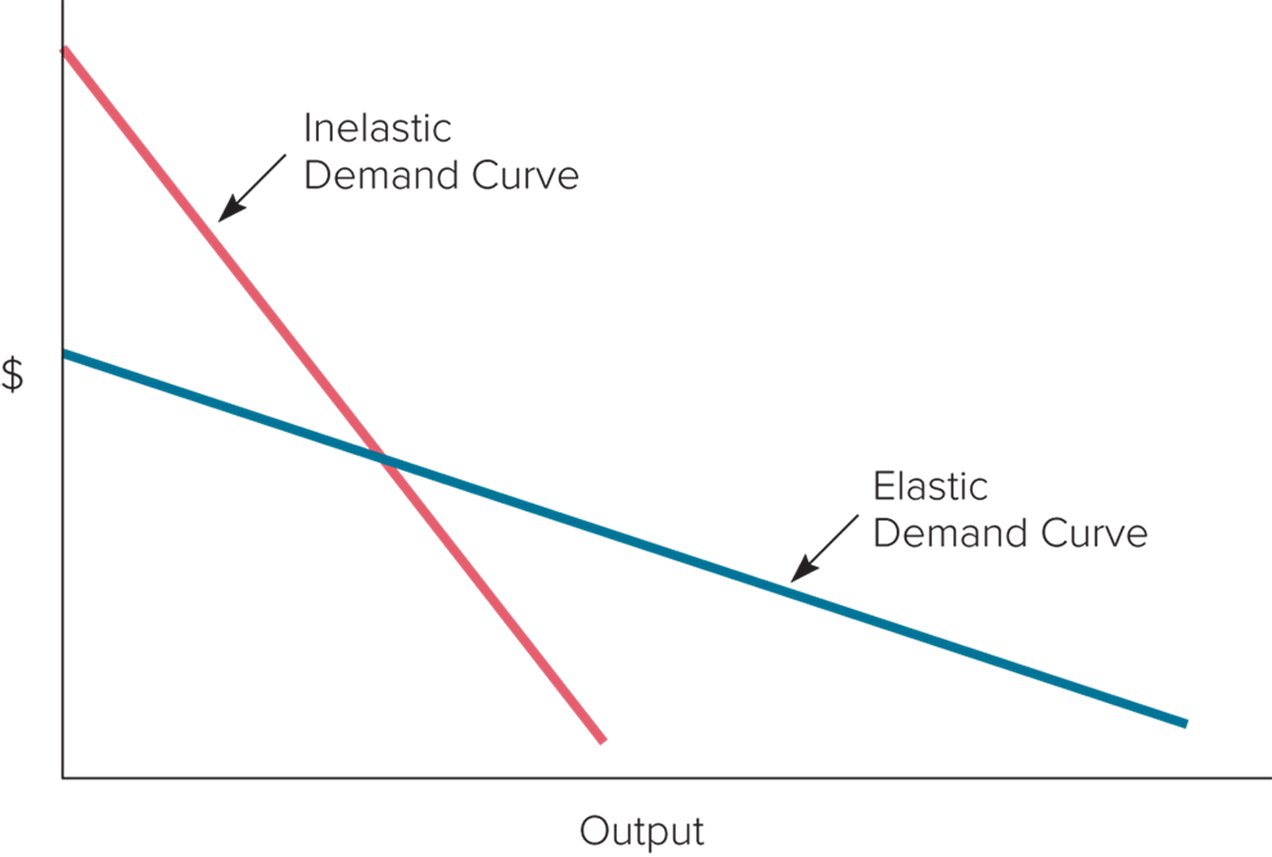 Inelastic
Demand Curve
$
Elastic
Demand Curve
Output